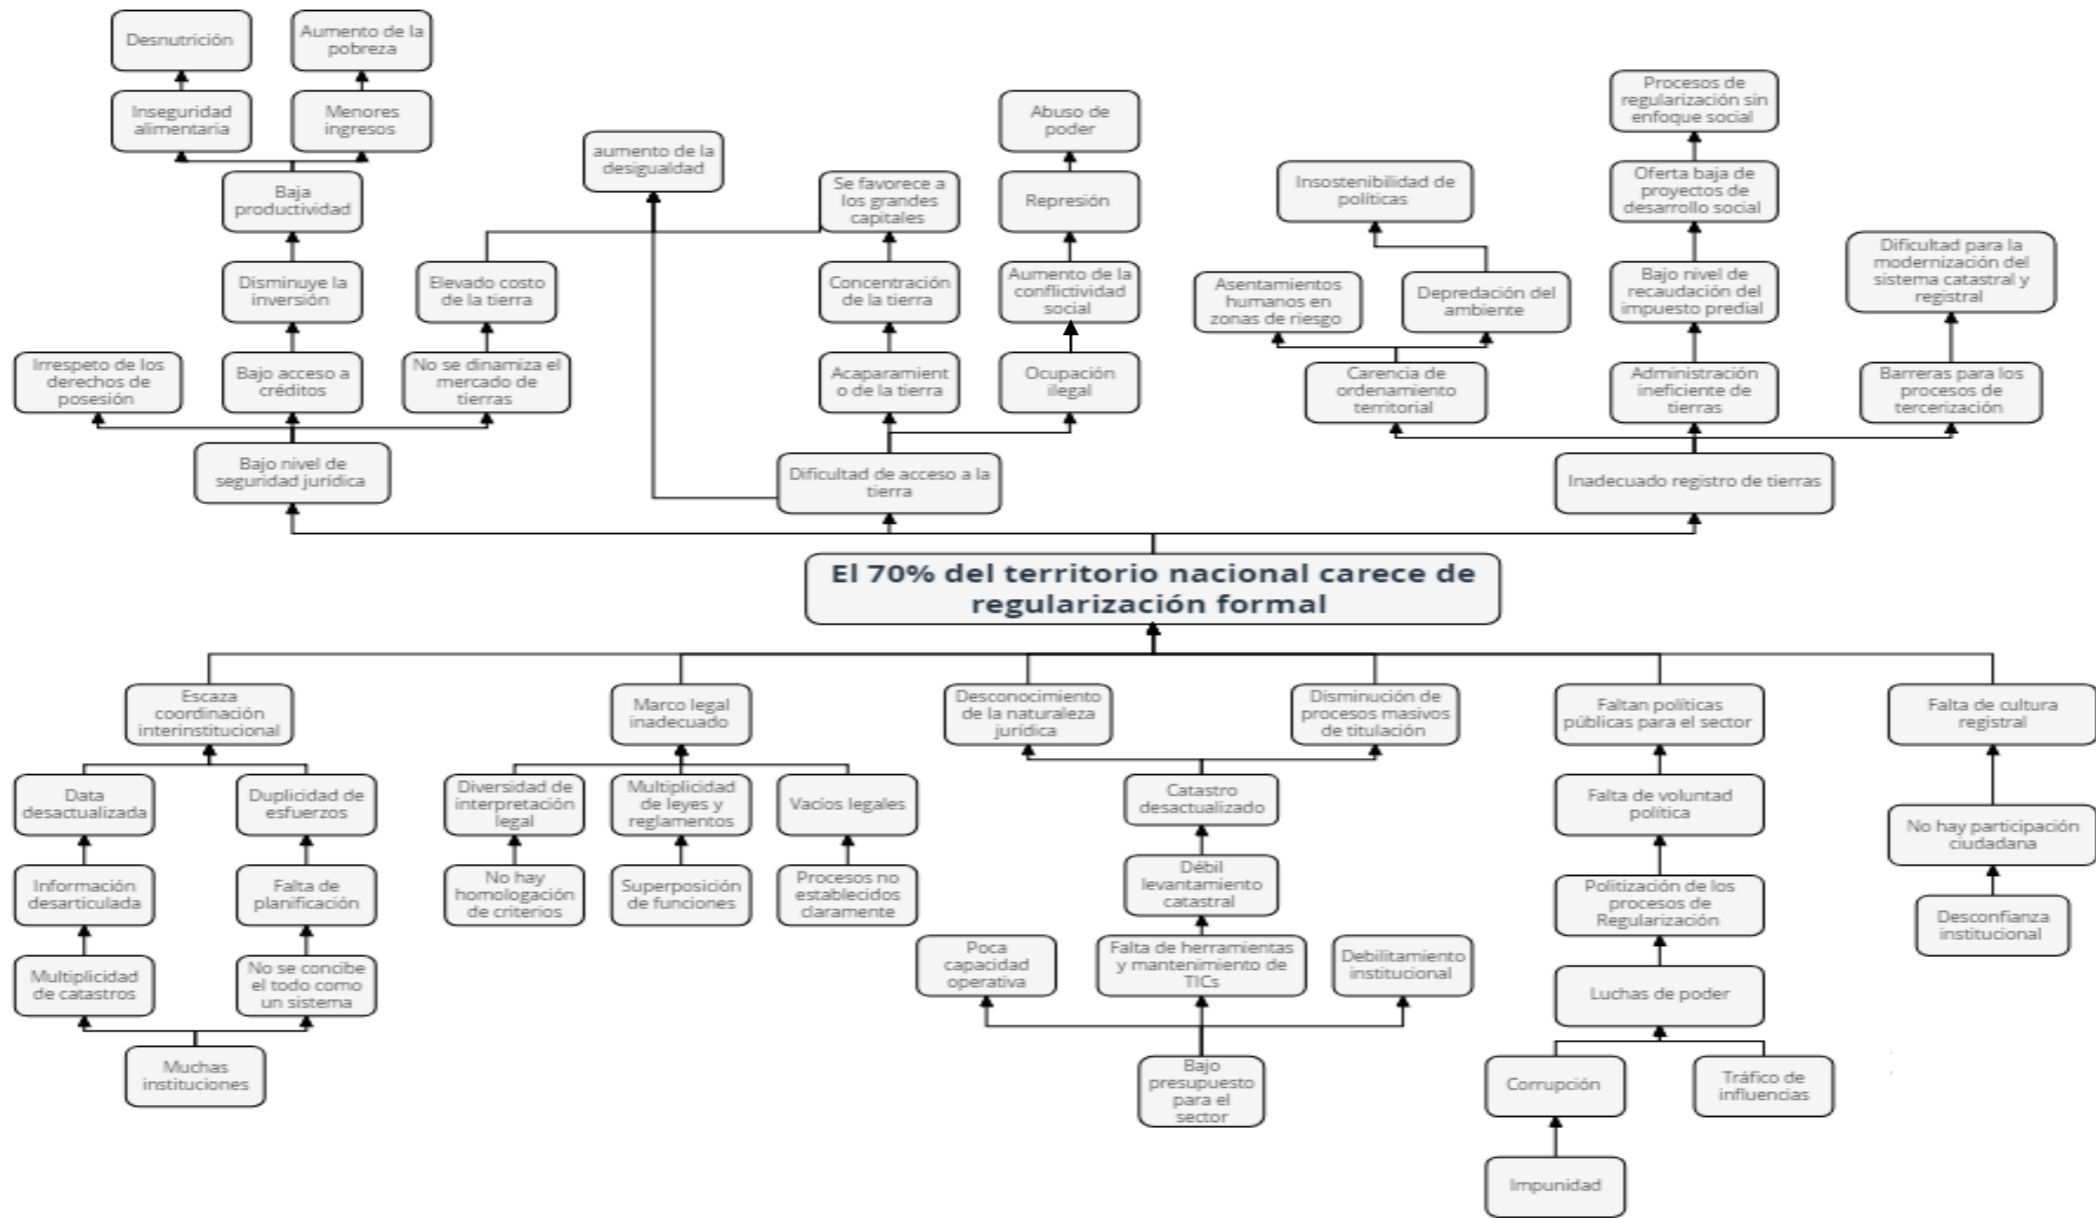 Desnutrición
Aumento de la
pobreza
Inseguridad
alimentaria
Menores
ingresos
Baja
productividad
Disminuye la
inversión
Elevado costo
de la tierra
Irrespeto de los
derechos de
posesión
Bajo acceso a
créditos
No se dinamiza el
mercado de
tierras
Bajo nivel de
seguridad jurídica
aumento de la
desigualdad
Se favorece a
los grandes
capitales
Concentración
de la tierra
Acaparamient
o de la tierra
Abuso de
poder
Represión
Aumento de la
conflictividad
social
Ocupación
ilegal
Dificultad de acceso a la
tierra
Insostenibilidad de
políticas
Asentamientos
humanos en
zonas de riesgo
Depredación del
ambiente
Carencia de
ordenamiento
territorial
Procesos de
regularización sin
enfoque social
Oferta baja de
proyectos de
desarrollo social
Bajo nivel de
recaudación del
impuesto predial
Administración
ineficiente de
tierras
Dificultad para la
modernización del
sistema catastral y
registral
Barreras para los
procesos de
tercerización
Inadecuado registro de tierras
El 70% del territorio nacional carece de
regularización formal
Escaza
coordinación
interinstitucional
Data
desactualizada
Duplicidad de
esfuerzos
Información
desarticulada
Falta de
planificación
Multiplicidad
de catastros
No se concibe
el todo como
un sistema
Muchas
instituciones
Marco legal
inadecuado
Diversidad de
interpretación
legal
Multiplicidad
de leyes y
reglamentos
Vacíos legales
No hay
homologación
de criterios
Superposición
de funciones
Procesos no
establecidos
claramente
Desconocimiento
de la naturaleza
jurídica
Disminución de
procesos masivos
de titulación
Catastro
desactualizado
Débil
levantamiento
catastral
Poca
capacidad
operativa
Falta de herramientas
y mantenimiento de
TICs
Debilitamiento
institucional
Bajo
presupuesto
para el
sector
Faltan políticas
públicas para el sector
Falta de voluntad
política
Politización de los
procesos de
Regularización
Luchas de poder
Corrupción
Tráfico de
influencias
Impunidad
Falta de cultura
registral
No hay participación
ciudadana
Desconfianza
institucional